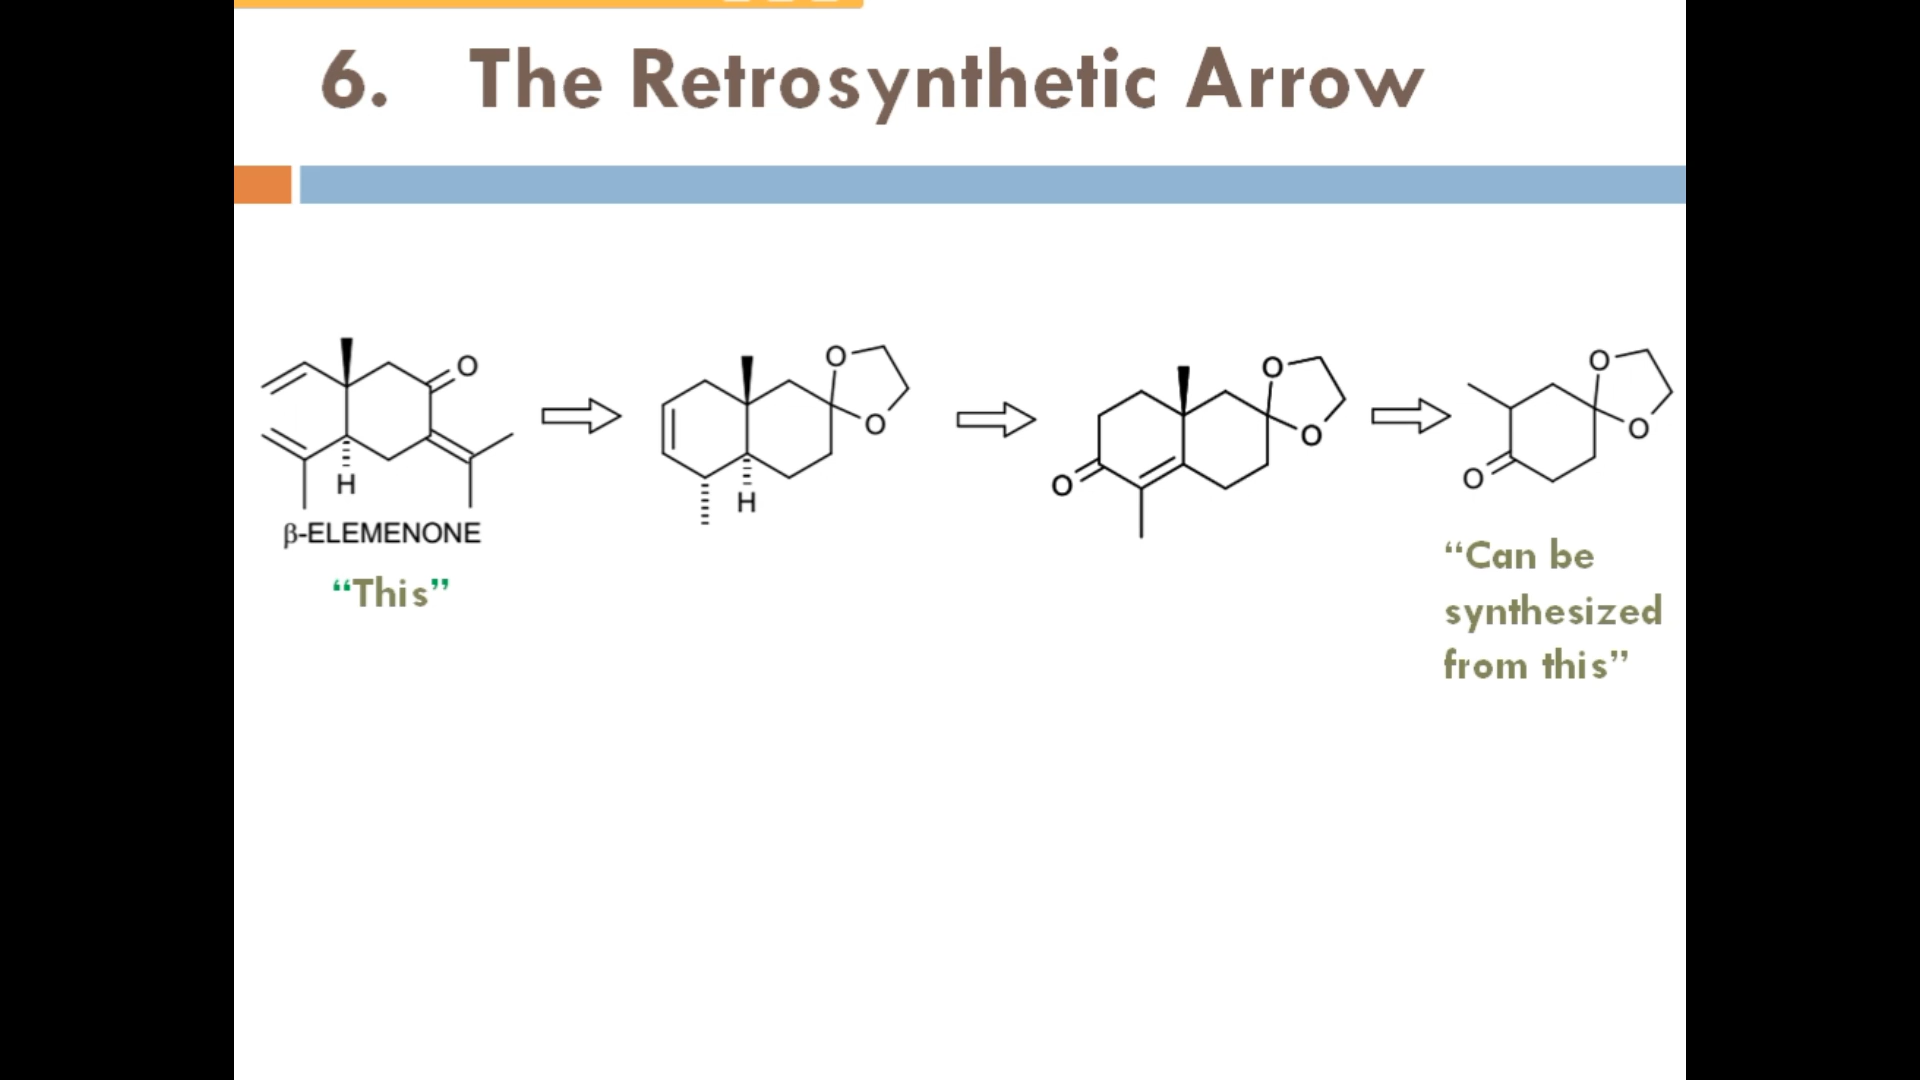 6. The Retrosynthetic Arrow
O
H
β-ELEMENONE
"This"
O
O
H
O
O
O
O
O
O
"Can be
synthesized
from this"